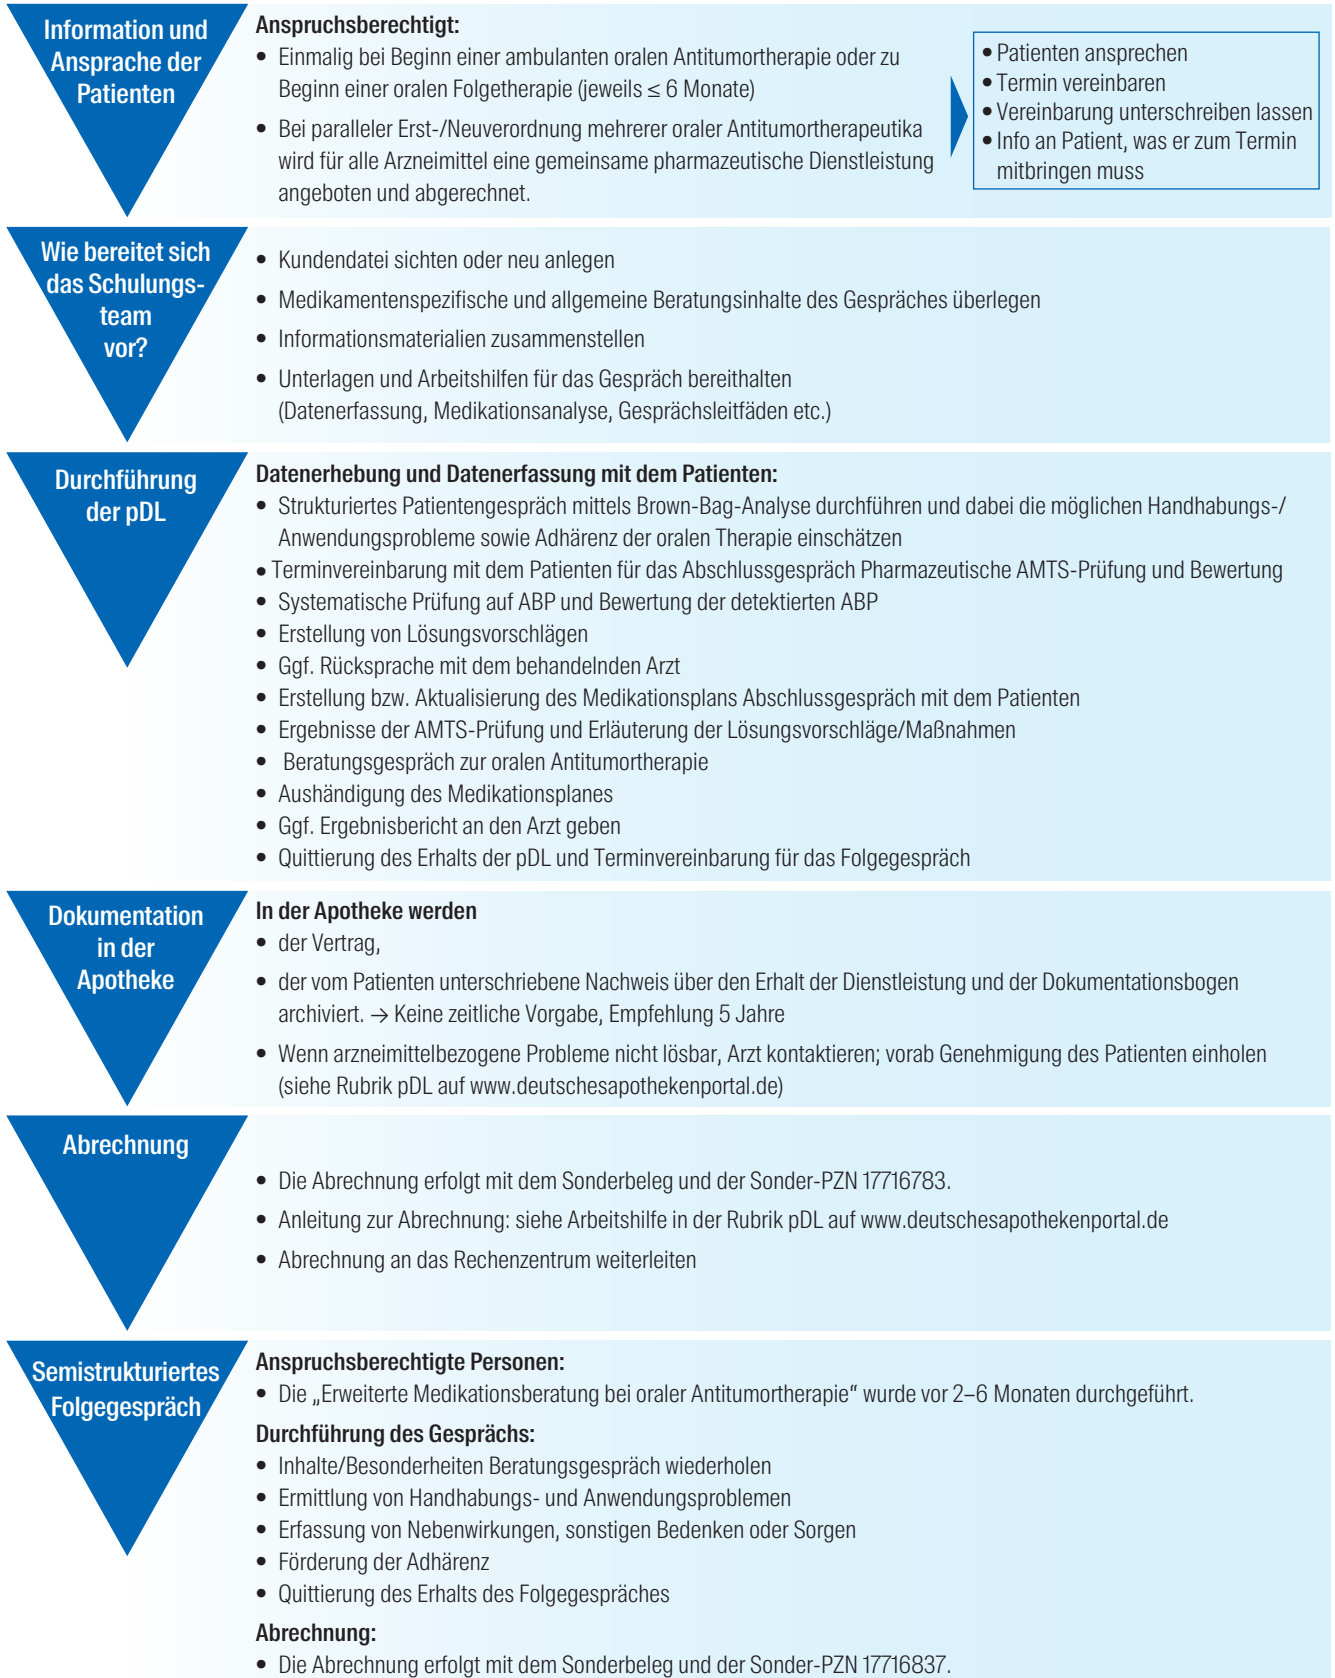 Information und
Ansprache der
Patienten
Anspruchsberechtigt:
• Einmalig bei Beginn einer ambulanten oralen Antitumortherapie oder zu
Beginn einer oralen Folgetherapie (jeweils ≤ 6 Monate)
• Bei paralleler Erst-/Neuverordnung mehrerer oraler Antitumortherapeutika
wird für alle Arzneimittel eine gemeinsame pharmazeutische Dienstleistung
angeboten und abgerechnet.
• Patienten ansprechen
• Termin vereinbaren
• Vereinbarung unterschreiben lassen
• Info an Patient, was er zum Termin
mitbringen muss
Wie bereitet sich
das Schulungs-
team
vor?
• Kundendatei sichten oder neu anlegen
• Medikamentenspezifische und allgemeine Beratungsinhalte des Gespräches überlegen
• Informationsmaterialien zusammenstellen
• Unterlagen und Arbeitshilfen für das Gespräch bereithalten
(Datenerfassung, Medikationsanalyse, Gesprächsleitfäden etc.)
Durchführung
der pDL
Datenerhebung und Datenerfassung mit dem Patienten:
• Strukturiertes Patientengespräch mittels Brown-Bag-Analyse durchführen und dabei die möglichen Handhabungs-/
Anwendungsprobleme sowie Adhärenz der oralen Therapie einschätzen
• Terminvereinbarung mit dem Patienten für das Abschlussgespräch Pharmazeutische AMTS-Prüfung und Bewertung
• Systematische Prüfung auf ABP und Bewertung der detektierten ABP
• Erstellung von Lösungsvorschlägen
• Ggf. Rücksprache mit dem behandelnden Arzt
• Erstellung bzw. Aktualisierung des Medikationsplans Abschlussgespräch mit dem Patienten
• Ergebnisse der AMTS-Prüfung und Erläuterung der Lösungsvorschläge/Maßnahmen
• Beratungsgespräch zur oralen Antitumortherapie
• Aushändigung des Medikationsplanes
• Ggf. Ergebnisbericht an den Arzt geben
• Quittierung des Erhalts der pDL und Terminvereinbarung für das Folgegespräch
Dokumentation
in der
Apotheke
In der Apotheke werden
• der Vertrag,
• der vom Patienten unterschriebene Nachweis über den Erhalt der Dienstleistung und der Dokumentationsbogen
archiviert. → Keine zeitliche Vorgabe, Empfehlung 5 Jahre
• Wenn arzneimittelbezogene Probleme nicht lösbar, Arzt kontaktieren; vorab Genehmigung des Patienten einholen
(siehe Rubrik pDL auf www.deutschesapothekenportal.de)
Abrechnung
• Die Abrechnung erfolgt mit dem Sonderbeleg und der Sonder-PZN 17716783.
• Anleitung zur Abrechnung: siehe Arbeitshilfe in der Rubrik pDL auf www.deutschesapothekenportal.de
• Abrechnung an das Rechenzentrum weiterleiten
Semistrukturiertes
Folgegespräch
Anspruchsberechtigte Personen:
• Die „Erweiterte Medikationsberatung bei oraler Antitumortherapie“ wurde vor 2–6 Monaten durchgeführt.
Durchführung des Gesprächs:
• Inhalte/Besonderheiten Beratungsgespräch wiederholen
• Ermittlung von Handhabungs- und Anwendungsproblemen
• Erfassung von Nebenwirkungen, sonstigen Bedenken oder Sorgen
• Förderung der Adhärenz
• Quittierung des Erhalts des Folgegespräches
Abrechnung:
• Die Abrechnung erfolgt mit dem Sonderbeleg und der Sonder-PZN 17716837.